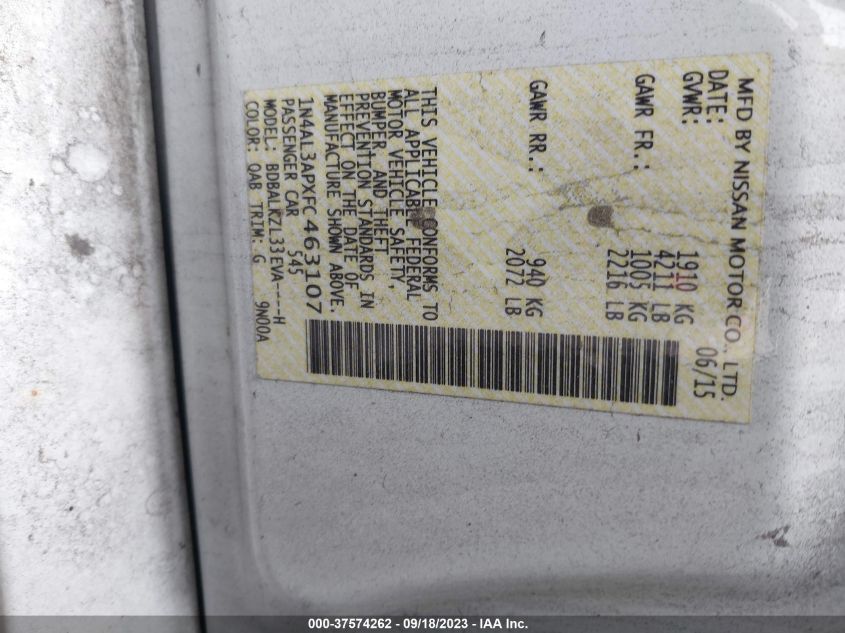 MFD BY NISSAN MOTOR CO., LTD.
DATE: 06/15
GVWR: 1910 KG
4211 LB
GAWR FR.: 1005 KG
2216 LB
GAWR RR.: 940 KG
2072 LB
THIS VEHICLE CONFORMS TO
ALL APPLICABLE FEDERAL
MOTOR VEHICLE SAFETY,
BUMPER, AND THEFT
PREVENTION STANDARDS IN
EFFECT ON THE DATE OF
MANUFACTURE SHOWN ABOVE.
1N4AL3APXFC463107
PASSENGER CAR 545
MODEL: BDBALRZL33EVA----H
COLOR: QAB TRIM: G 9N00A
000-37574262 - 09/18/2023 - IAA Inc.